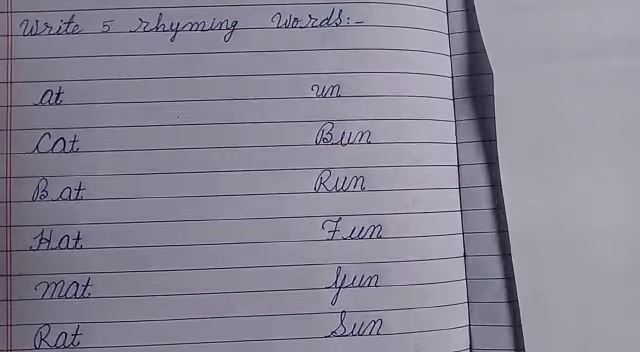 Write 5 rhyming words:-
at un
Cat Bun
Bat Run
Hat Fun
mat Gun
Rat Sun